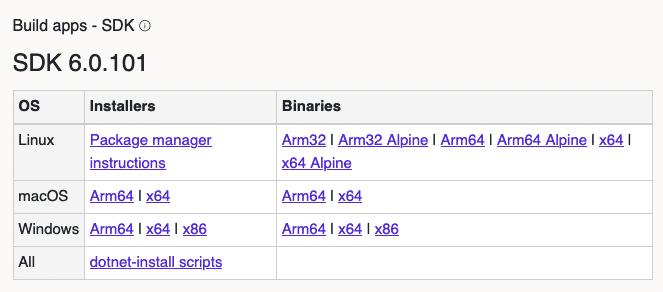 Build apps - SDK ⓘ
SDK 6.0.101
OS Installers Binaries
Linux Package manager instructions Arm32 | Arm32 Alpine | Arm64 | Arm64 Alpine | x64 | x64 Alpine
macOS Arm64 | x64 Arm64 | x64
Windows Arm64 | x64 | x86 Arm64 | x64 | x86
All dotnet-install scripts